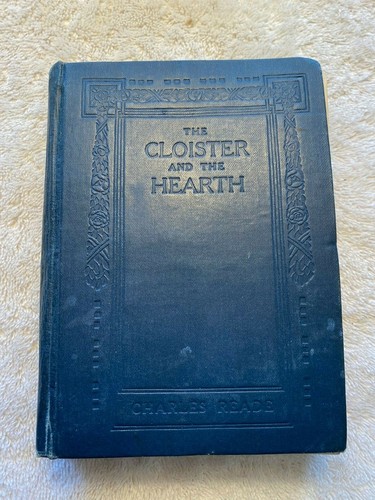 THE
CLOISTER
AND THE
HEARTH
CHARLES READE